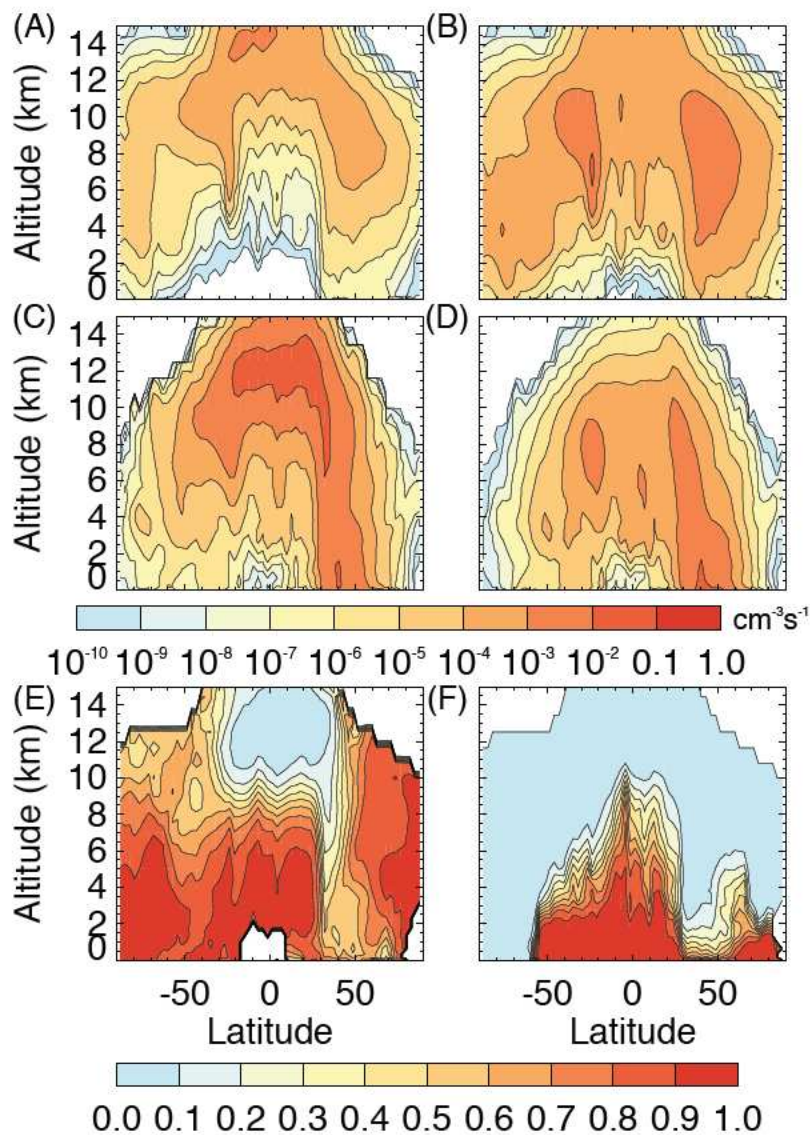 (A) (B)
Altitude (km)
14
12
10
8
6
4
2
0
(C) (D)
Altitude (km)
14
12
10
8
6
4
2
0
cm⁻³s⁻¹
10⁻¹⁰ 10⁻⁹ 10⁻⁸ 10⁻⁷ 10⁻⁶ 10⁻⁵ 10⁻⁴ 10⁻³ 10⁻² 0.1 1.0
(E) (F)
Altitude (km)
14
12
10
8
6
4
2
0
-50 0 50 -50 0 50
Latitude Latitude
0.0 0.1 0.2 0.3 0.4 0.5 0.6 0.7 0.8 0.9 1.0